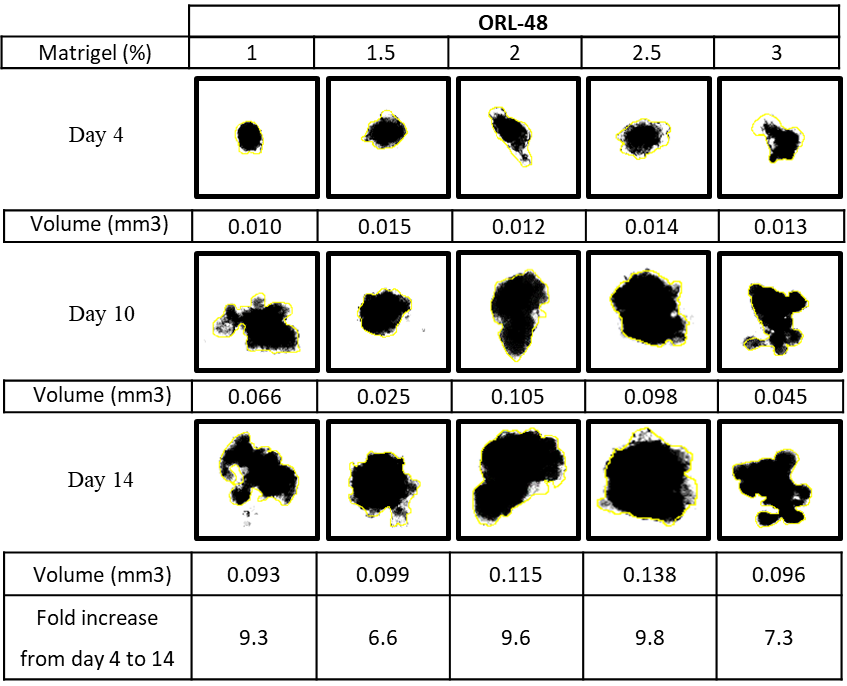 ORL-48
Matrigel (%) 1 1.5 2 2.5 3
Day 4
Volume (mm3) 0.010 0.015 0.012 0.014 0.013
Day 10
Volume (mm3) 0.066 0.025 0.105 0.098 0.045
Day 14
Volume (mm3) 0.093 0.099 0.115 0.138 0.096
Fold increase
from day 4 to 14 9.3 6.6 9.6 9.8 7.3